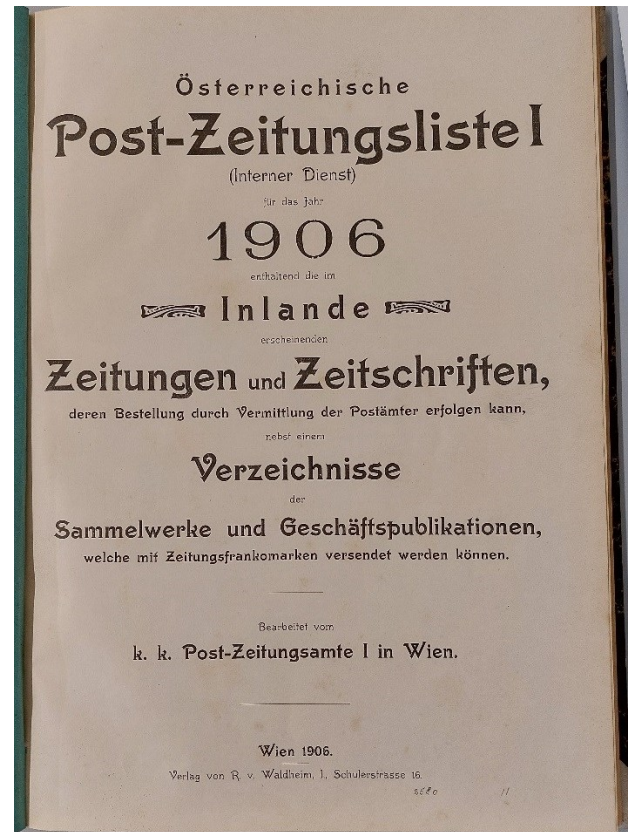 Österreichische
Post-Zeitungsliste I
(Interner Dienst)
für das Jahr
1906
enthaltend die im
Inlande
erscheinenden
Zeitungen und Zeitschriften,
deren Bestellung durch Vermittlung der Postämter erfolgen kann,
nebst einem
Verzeichnisse
der
Sammelwerke und Geschäftspublikationen,
welche mit Zeitungsfrankomarken versendet werden können.
Bearbeitet vom
k. k. Post-Zeitungsamte I in Wien.
Wien 1906.
Verlag von R. v. Waldheim, I., Schulerstrasse 16.
11